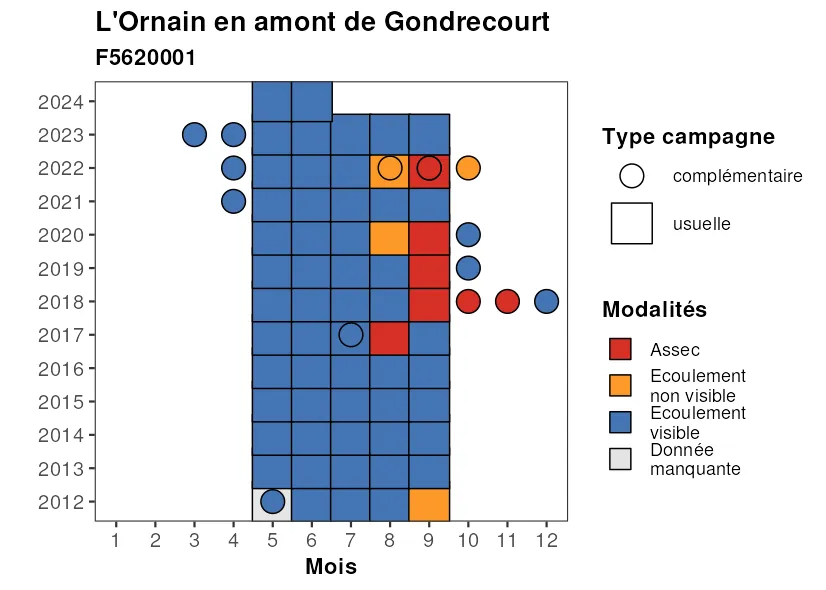 L'Ornain en amont de Gondrecourt
F5620001
2024
2023
2022
2021
2020
2019
2018
2017
2016
2015
2014
2013
2012
1 2 3 4 5 6 7 8 9 10 11 12
Mois
Type campagne
complémentaire
usuelle
Modalités
Assec
Ecoulement
non visible
Ecoulement
visible
Donnée
manquante